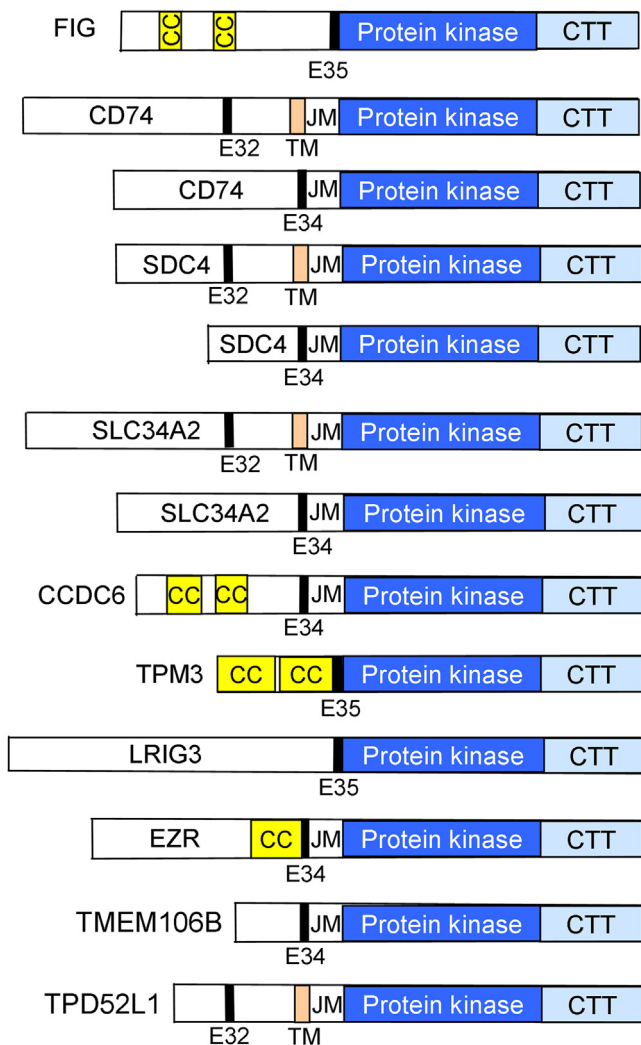 FIG CC CC Protein kinase CTT
E35
CD74 JM Protein kinase CTT
E32 TM
CD74 JM Protein kinase CTT
E34
SDC4 JM Protein kinase CTT
E32 TM
SDC4 JM Protein kinase CTT
E34
SLC34A2 JM Protein kinase CTT
E32 TM
SLC34A2 JM Protein kinase CTT
E34
CCDC6 CC CC JM Protein kinase CTT
E34
TPM3 CC CC Protein kinase CTT
E35
LRIG3 Protein kinase CTT
E35
EZR CC JM Protein kinase CTT
E34
TMEM106B JM Protein kinase CTT
E34
TPD52L1 JM Protein kinase CTT
E32 TM